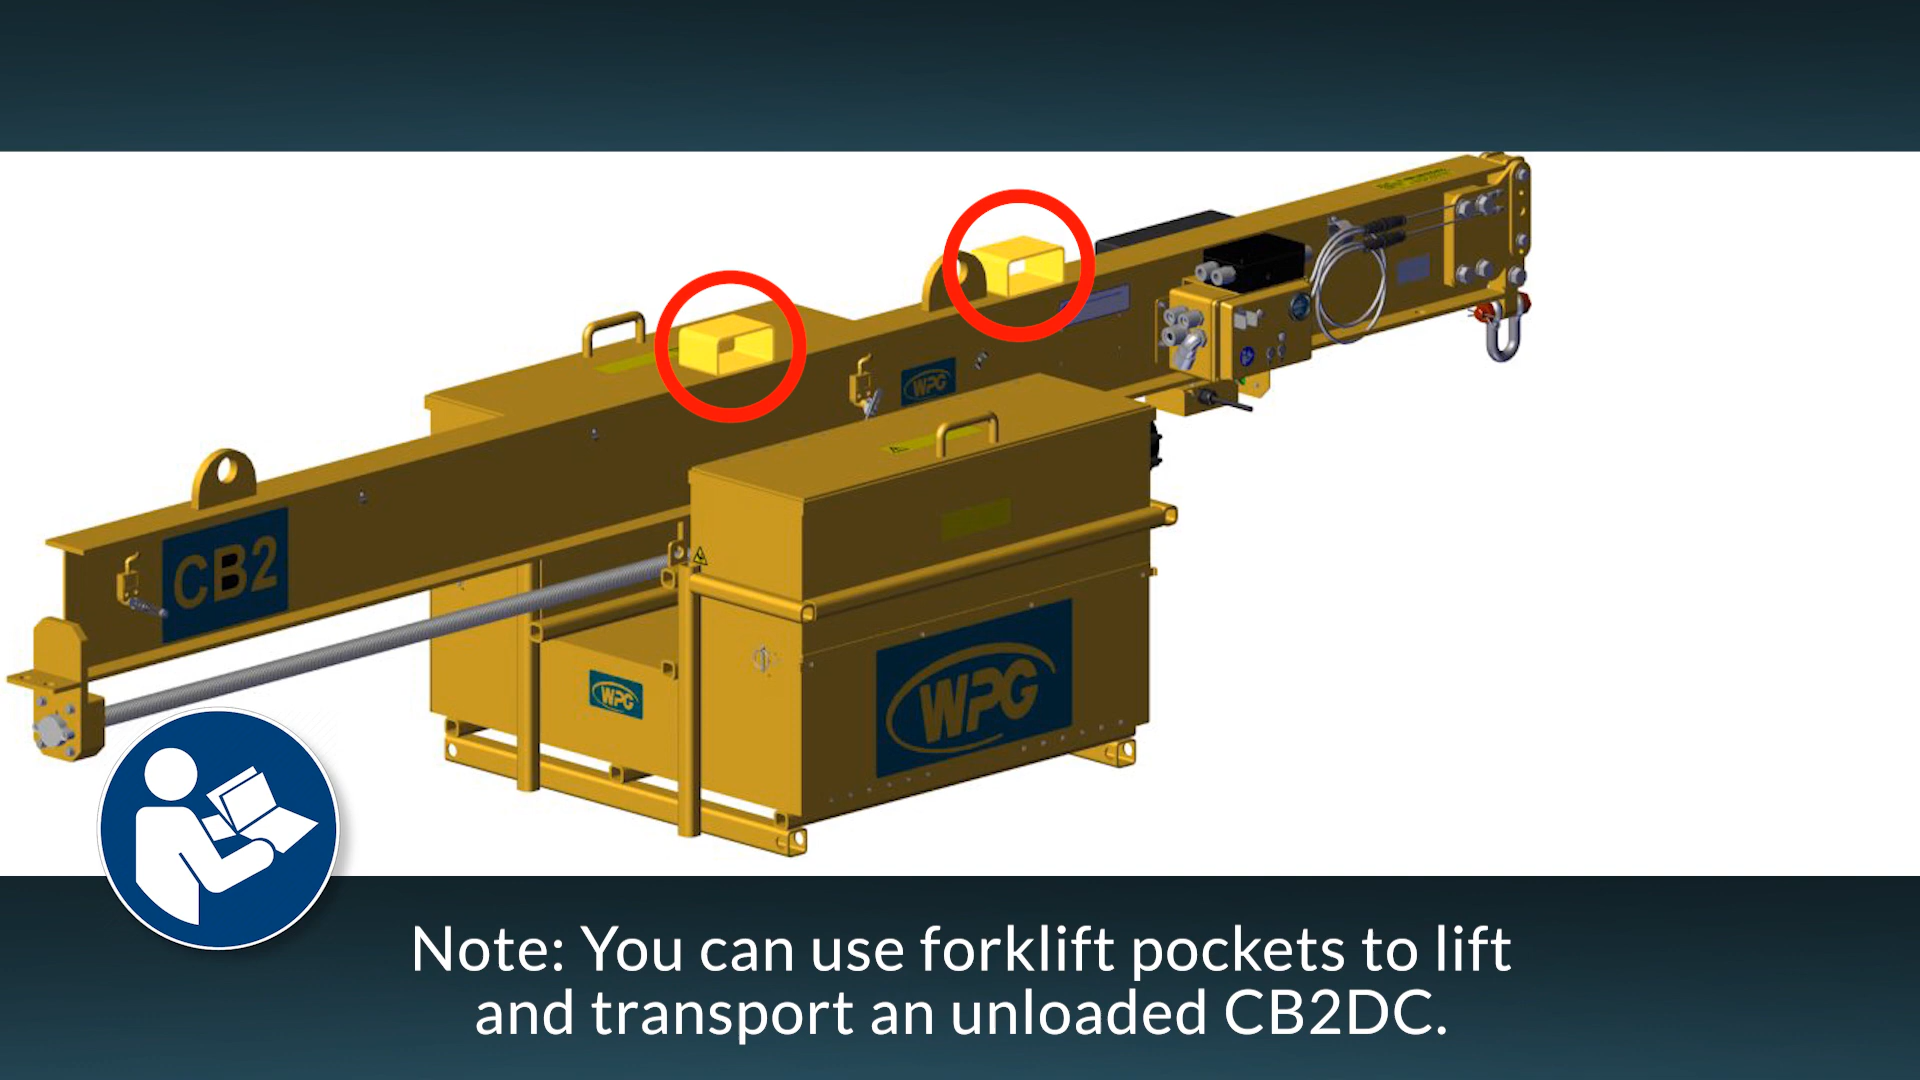 WPG
CB2
WPG
WPG
Note: You can use forklift pockets to lift
and transport an unloaded CB2DC.